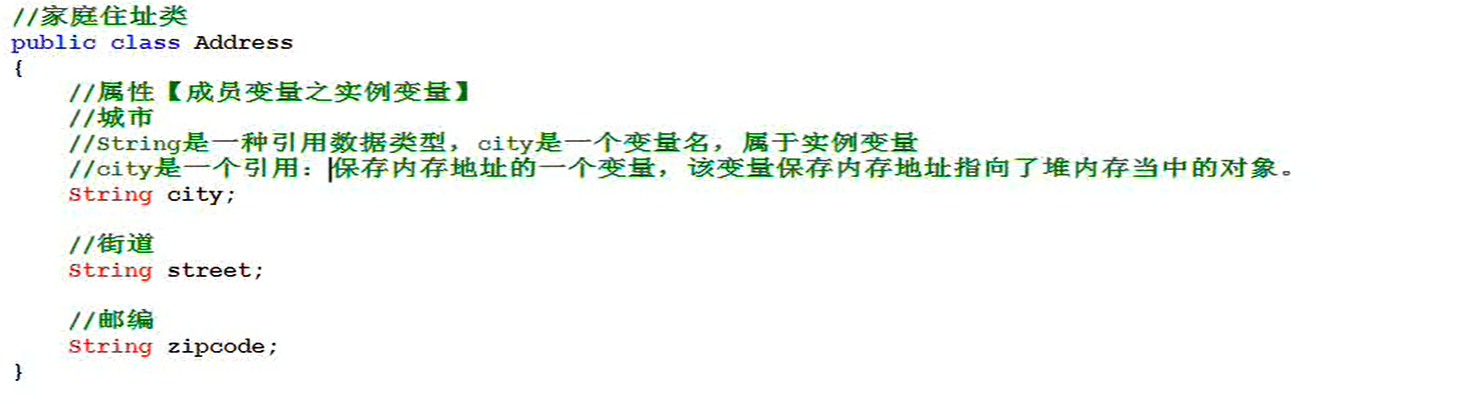 //家庭住址类
public class Address
{
//属性【成员变量之实例变量】
//城市
//String是一种引用数据类型，city是一个变量名，属于实例变量
//city是一个引用：保存内存地址的一个变量，该变量保存内存地址指向了堆内存当中的对象。
String city;
//街道
String street;
//邮编
String zipcode;
}